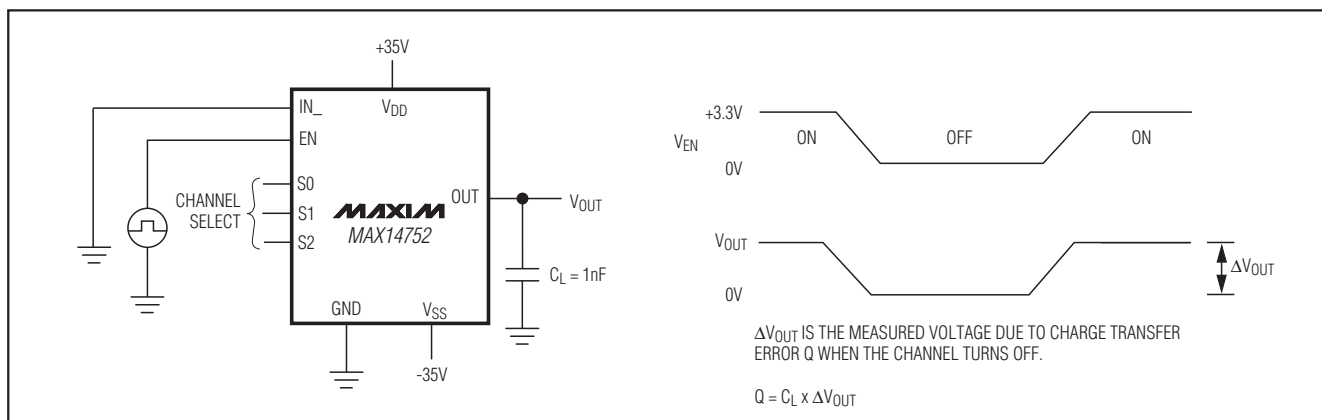 +35V
IN_
VDD
EN
S0
CHANNEL
SELECT
S1
S2
OUT
MAXIM
MAX14752
VOUT
CL = 1nF
GND
VSS
-35V
+3.3V
VEN
0V
ON
OFF
ON
VOUT
0V
ΔVOUT
ΔVOUT IS THE MEASURED VOLTAGE DUE TO CHARGE TRANSFER
ERROR Q WHEN THE CHANNEL TURNS OFF.
Q = CL x ΔVOUT